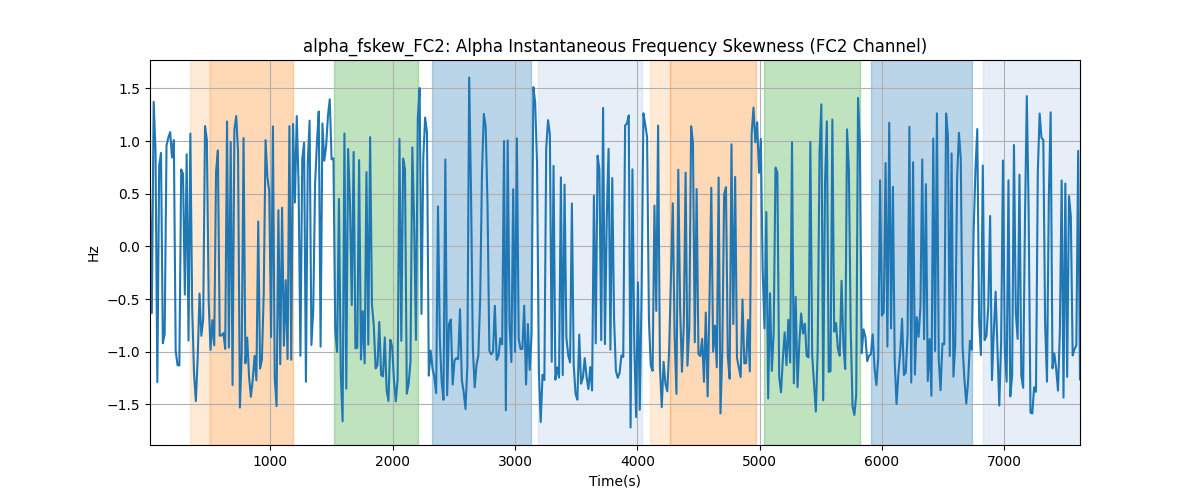 alpha_fskew_FC2: Alpha Instantaneous Frequency Skewness (FC2 Channel)
1.5
1.0
0.5
0.0
−0.5
−1.0
−1.5
Hz
1000 2000 3000 4000 5000 6000 7000
Time(s)